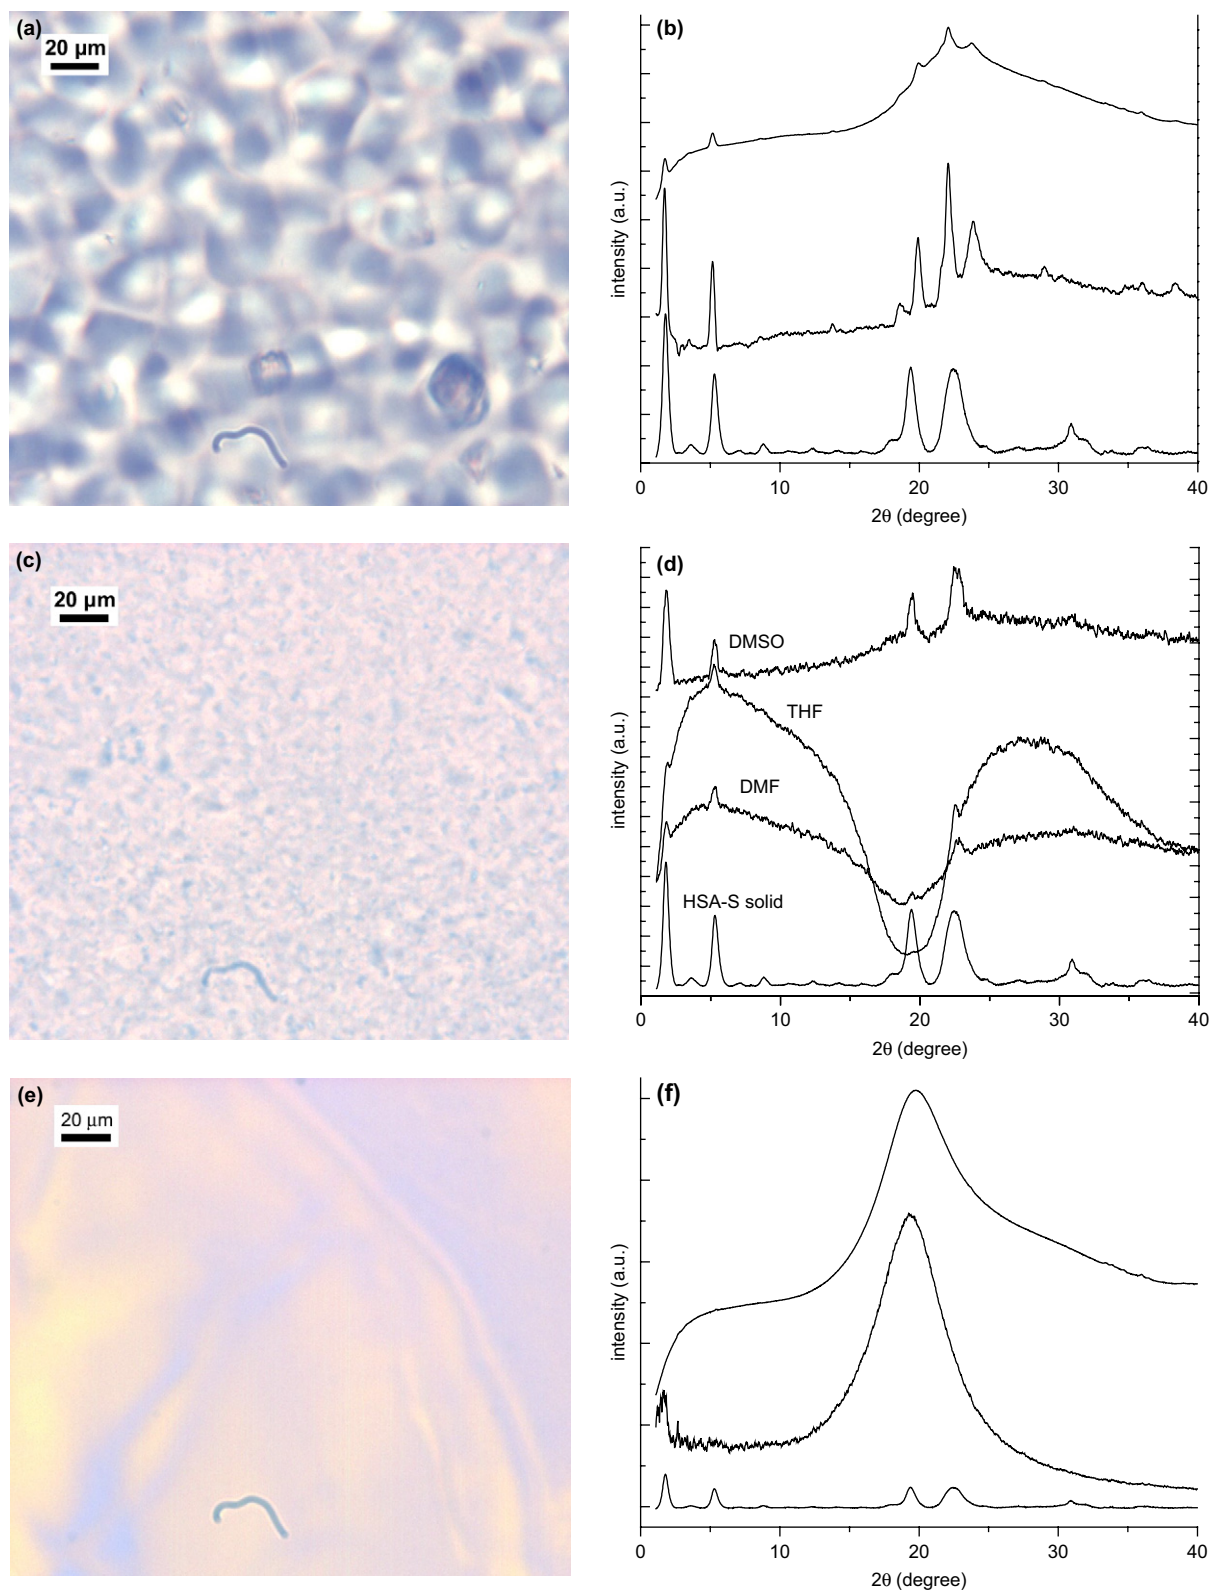 (a)
20 µm
(b)
intensity (a.u.)
0
10
20
30
40
2θ (degree)
(c)
20 µm
(d)
DMSO
THF
DMF
HSA-S solid
intensity (a.u.)
0
10
20
30
40
2θ (degree)
(e)
20 µm
(f)
intensity (a.u.)
0
10
20
30
40
2θ (degree)